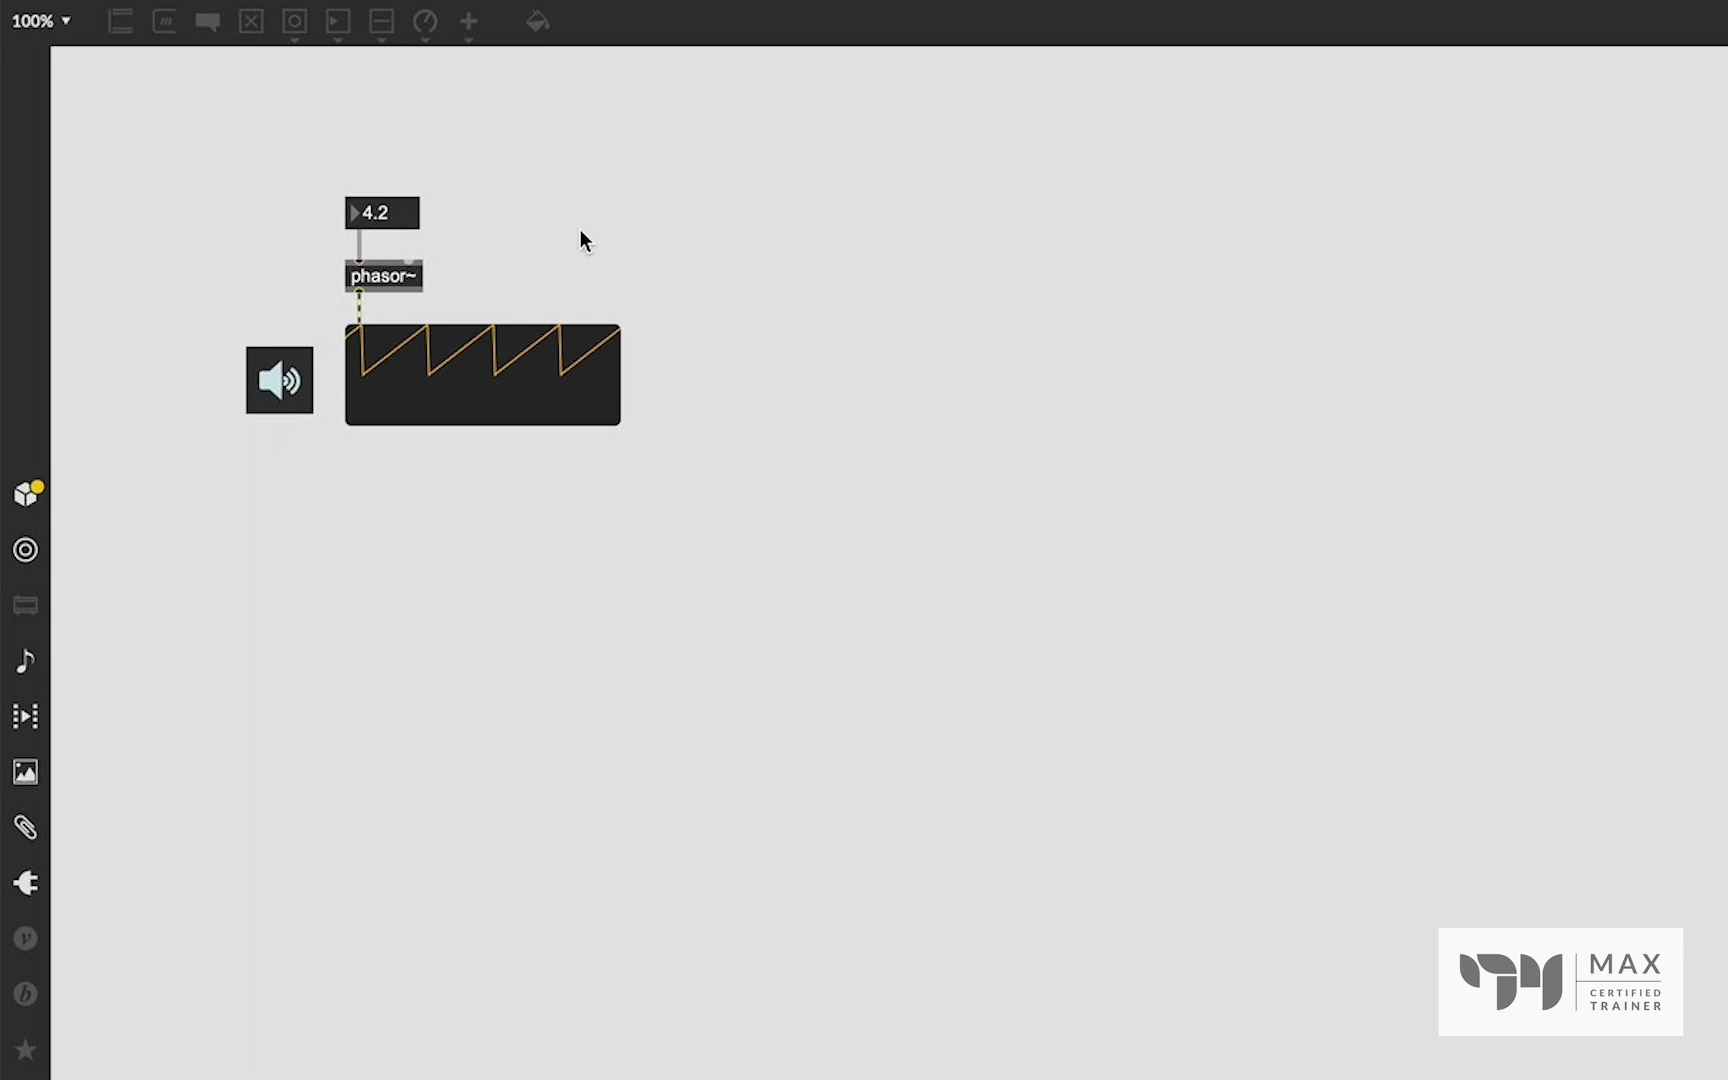 100%
m
4.2
phasor~
v
b
MAX
CERTIFIED
TRAINER